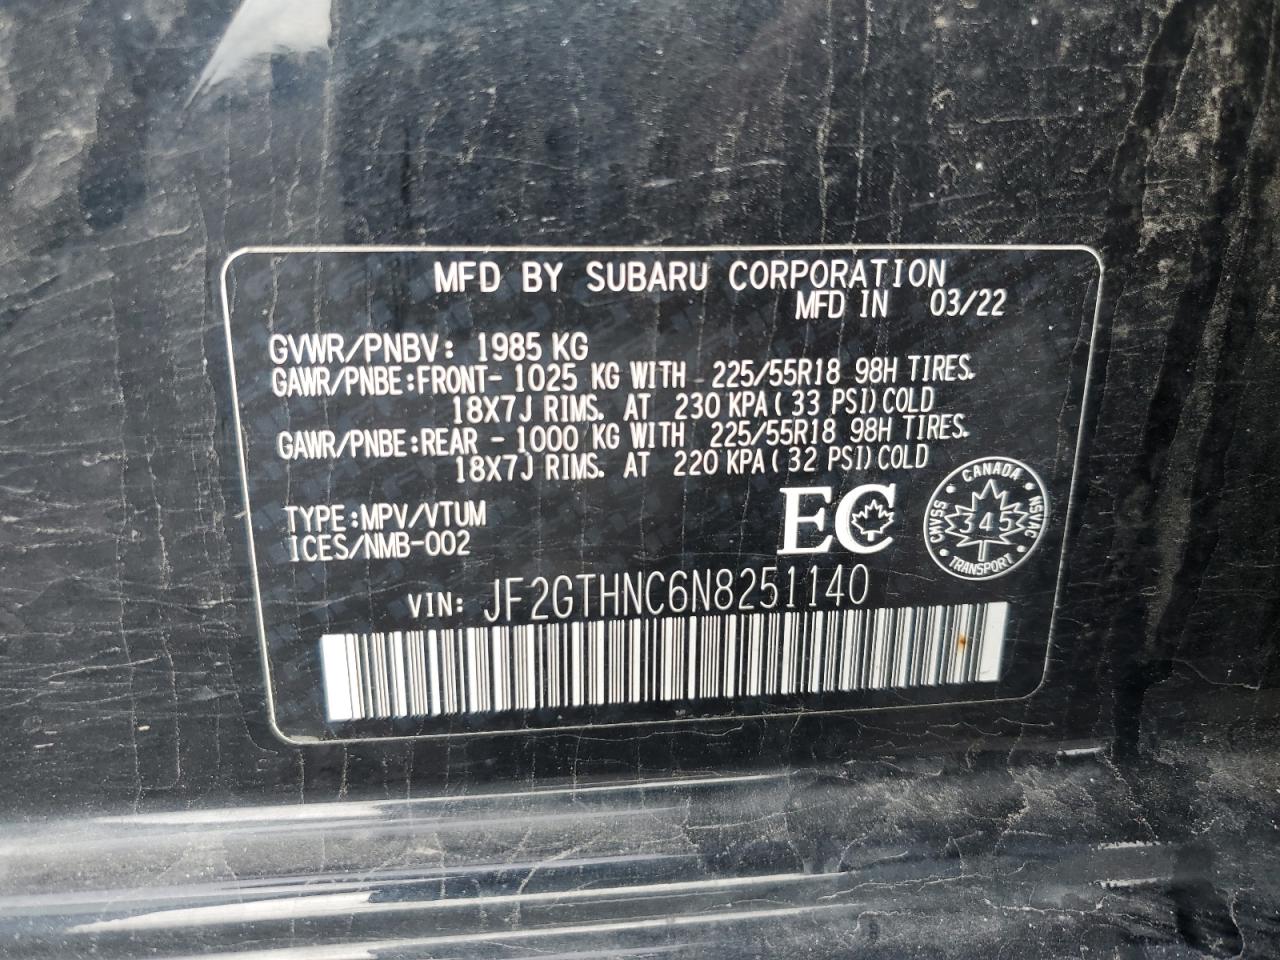 MFD BY SUBARU CORPORATION
MFD IN 03/22
GVWR/PNBV: 1985 KG
GAWR/PNBE:FRONT- 1025 KG WITH 225/55R18 98H TIRES.
18X7J RIMS. AT 230 KPA(33 PSI)COLD
GAWR/PNBE:REAR - 1000 KG WITH 225/55R18 98H TIRES.
18X7J RIMS. AT 220 KPA(32 PSI)COLD
TYPE:MPV/VTUM
ICES/NMB-002
EC
CANADA
CMVSS 345 NSVAC
TRANSPORT
VIN: JF2GTHNC6N8251140